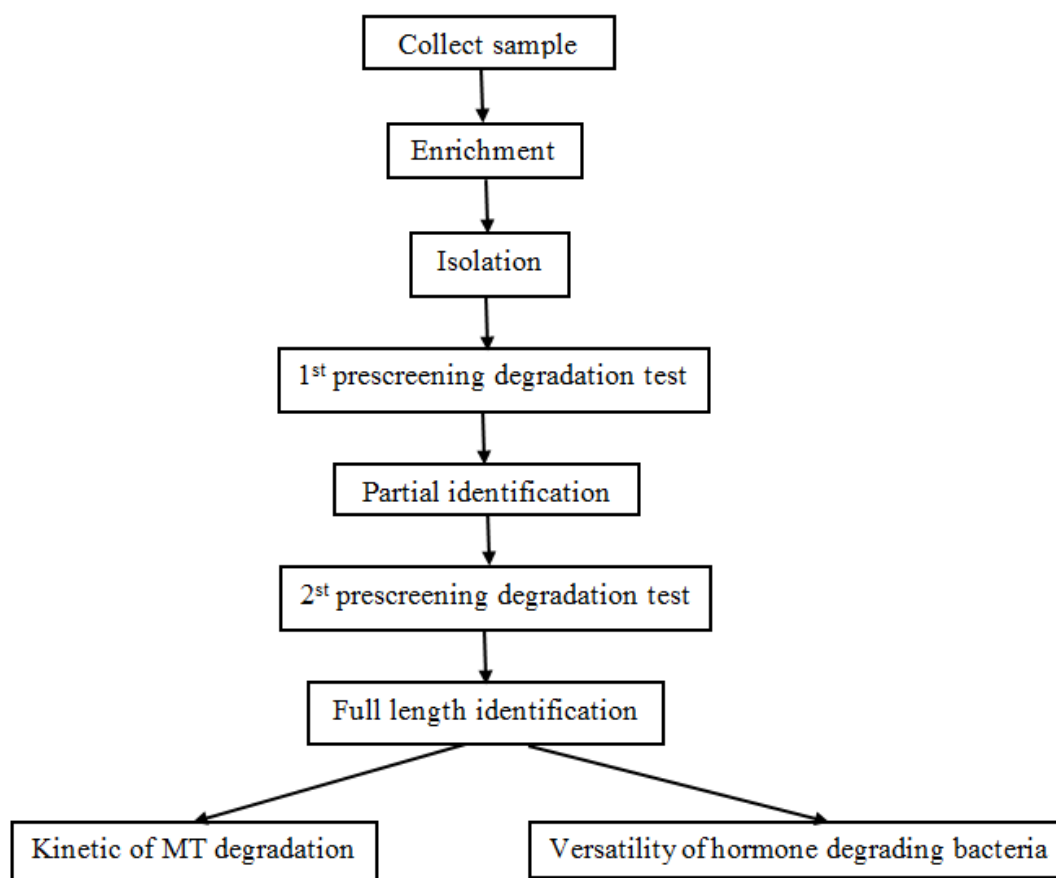 Collect sample
Enrichment
Isolation
1st prescreening degradation test
Partial identification
2st prescreening degradation test
Full length identification
Kinetic of MT degradation
Versatility of hormone degrading bacteria